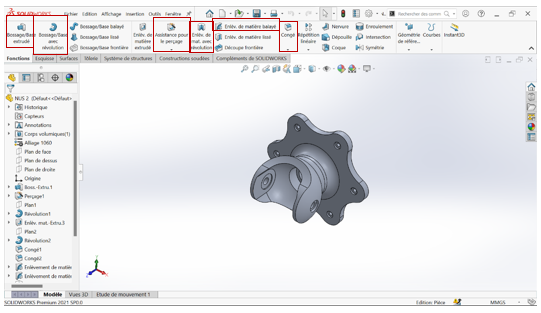 SOLIDWORKS Fichier Edition Affichage Insertion Outils Fenêtre
Bossage/Base extrudé
Bossage/Base avec révolution
Bossage/Base balayé
Bossage/Base lissé
Bossage/Base frontière
Enlèv. de matière extrudé
Assistance pour le perçage
Enlèv. de mat. avec révolution
Enlèv. de matière balayé
Enlèv. de matière lissé
Découpe frontière
Congé
Répétition linéaire
Nervure
Dépouille
Coque
Enroulement
Intersection
Symétrie
Géométrie de référe...
Courbes
Instant3D
Fonctions Esquisse Surfaces Tôlerie Système de structures Constructions soudées Compléments de SOLIDWORKS
NUS 2 (Défaut<<Défaut>
Historique
Capteurs
Annotations
Corps volumiques(1)
Alliage 1060
Plan de face
Plan de dessus
Plan de droite
Origine
Boss.-Extru.1
Perçage1
Plan1
Révolution1
Enlèv. mat.-Extru.3
Plan2
Révolution2
Congé1
Congé2
Enlèvement de matiè
Enlèvement de matiè
Modèle Vues 3D Etude de mouvement 1
SOLIDWORKS Premium 2021 SP0.0 Editer Pièce MMGS